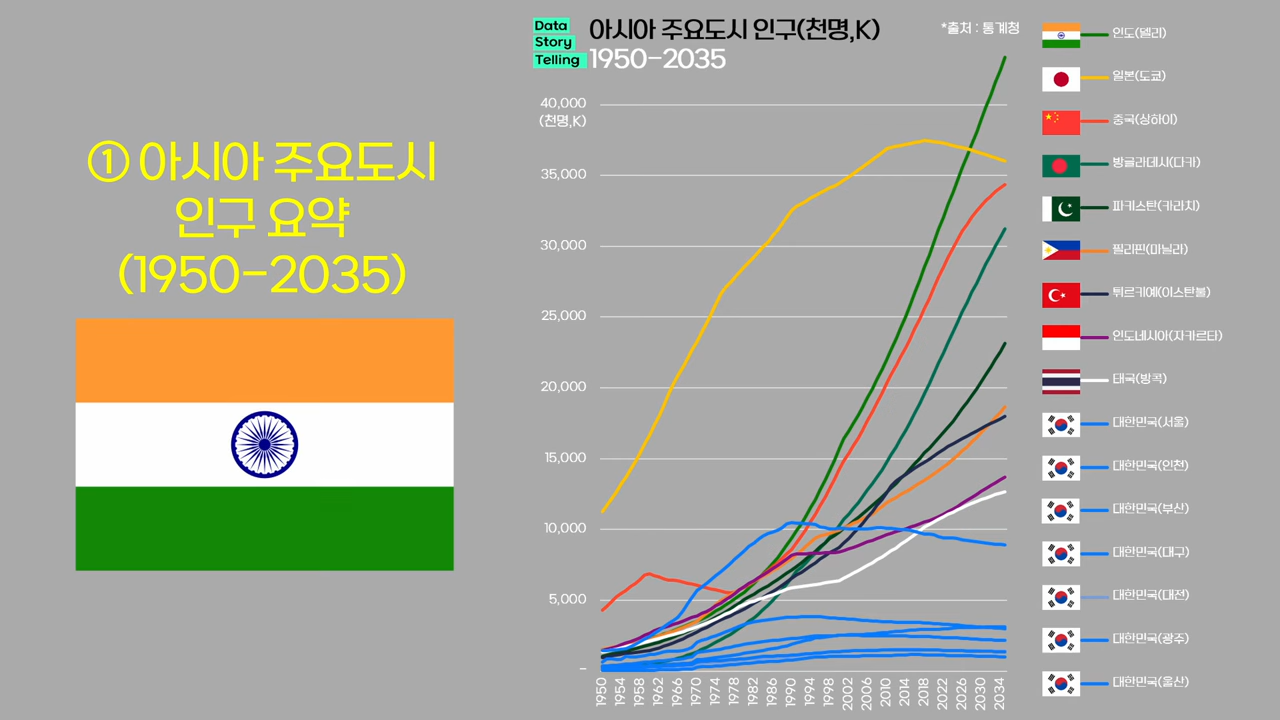 ① 아시아 주요도시
인구 요약
(1950-2035)
Data
Story
Telling
아시아 주요도시 인구(천명,K)
1950-2035
*출처 : 통계청
40,000
(천명,K)
35,000
30,000
25,000
20,000
15,000
10,000
5,000
–
1950
1954
1958
1962
1966
1970
1974
1978
1982
1986
1990
1994
1998
2002
2006
2010
2014
2018
2022
2026
2030
2034
인도(델리)
일본(도쿄)
중국(상하이)
방글라데시(다카)
파키스탄(카라치)
필리핀(마닐라)
튀르키예(이스탄불)
인도네시아(자카르타)
태국(방콕)
대한민국(서울)
대한민국(인천)
대한민국(부산)
대한민국(대구)
대한민국(대전)
대한민국(광주)
대한민국(울산)